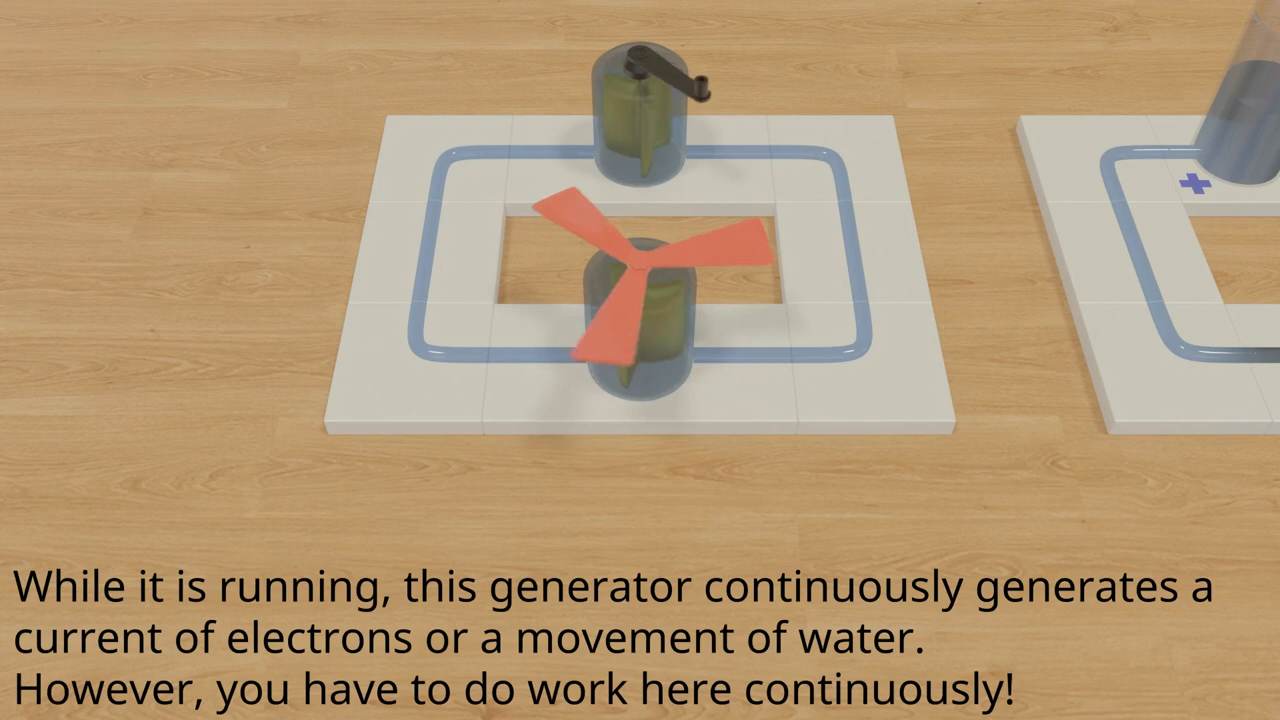 While it is running, this generator continuously generates a
current of electrons or a movement of water.
However, you have to do work here continuously!